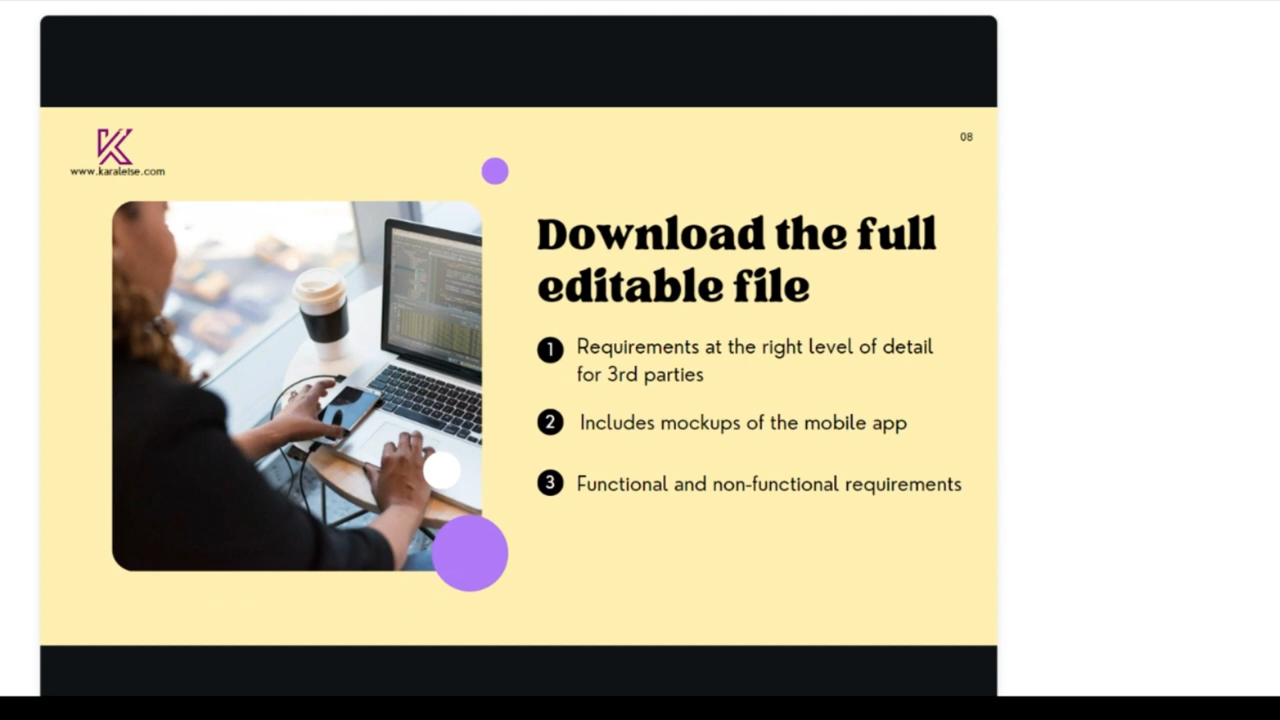 K
www.karaleise.com
08
Download the full
editable file
1 Requirements at the right level of detail
for 3rd parties
2 Includes mockups of the mobile app
3 Functional and non-functional requirements